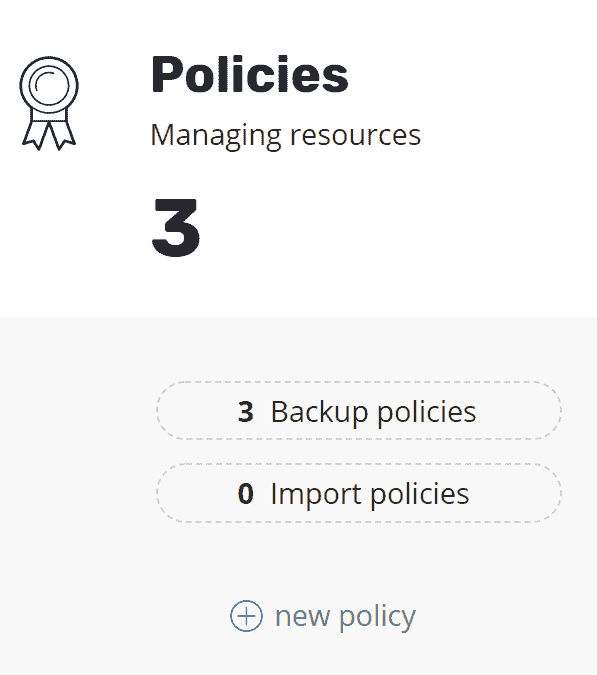 Policies
Managing resources
3
3 Backup policies
0 Import policies
new policy